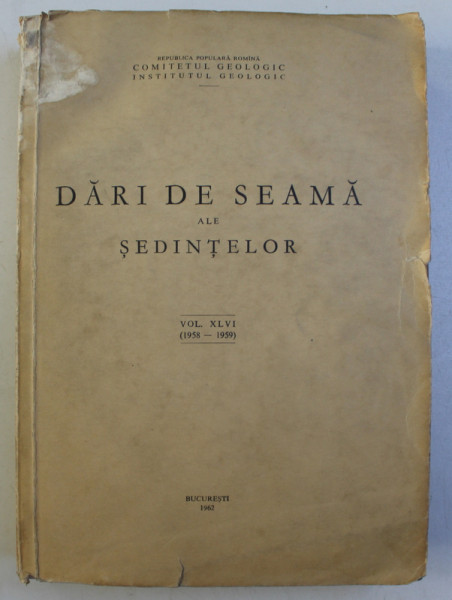 REPUBLICA POPULARĂ ROMÎNĂ
COMITETUL GEOLOGIC
INSTITUTUL GEOLOGIC
DĂRI DE SEAMĂ
ALE
ȘEDINȚELOR
VOL. XLVI
(1958 — 1959)
BUCUREȘTI
1962